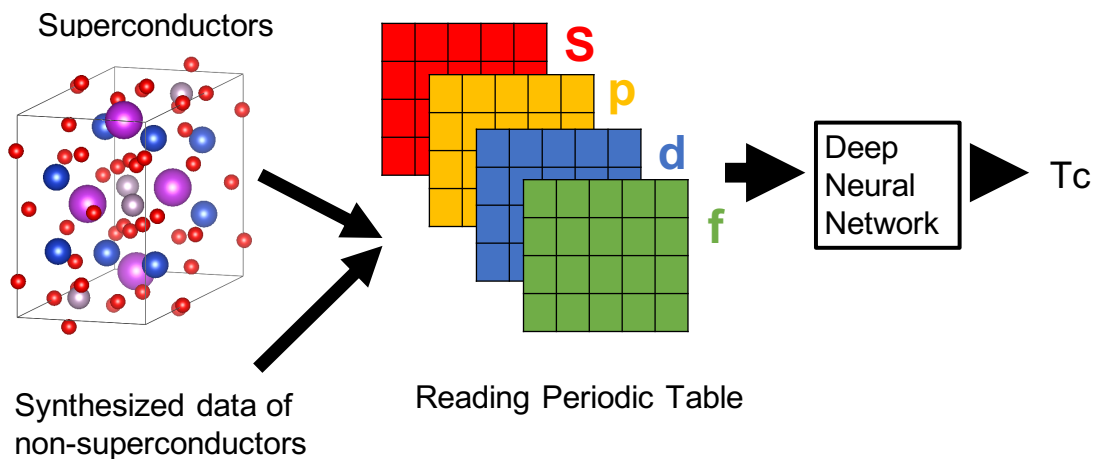 Superconductors
S
p
d
f
Deep
Neural
Network
Tc
Reading Periodic Table
Synthesized data of
non-superconductors